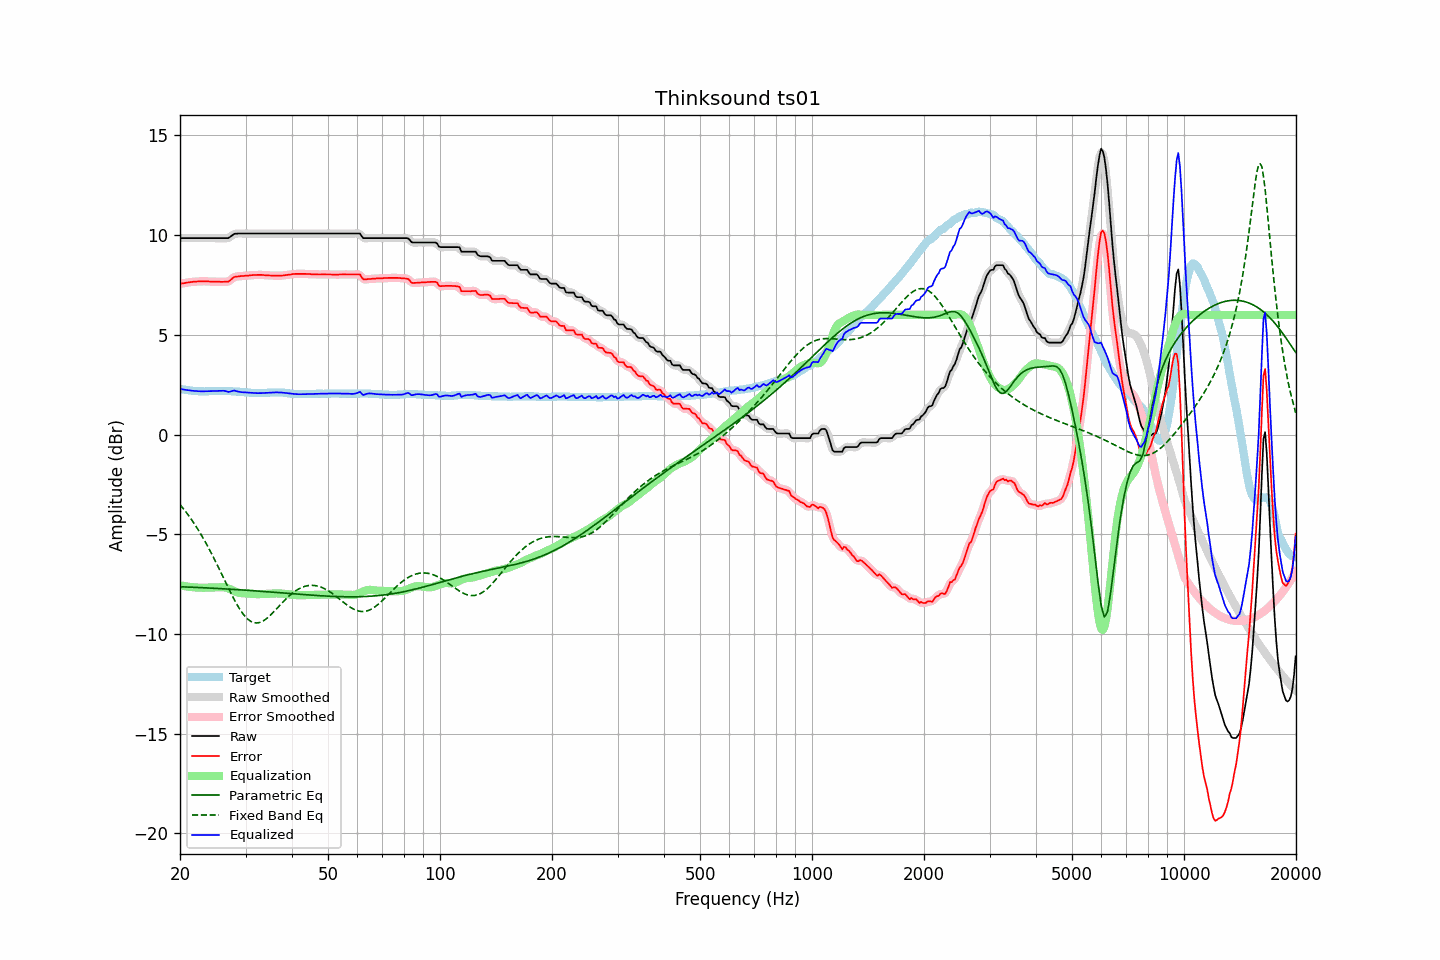 Thinksound ts01
15
10
5
0
−5
−10
−15
−20
Amplitude (dBr)
Target
Raw Smoothed
Error Smoothed
Raw
Error
Equalization
Parametric Eq
Fixed Band Eq
Equalized
20 50 100 200 500 1000 2000 5000 10000 20000
Frequency (Hz)